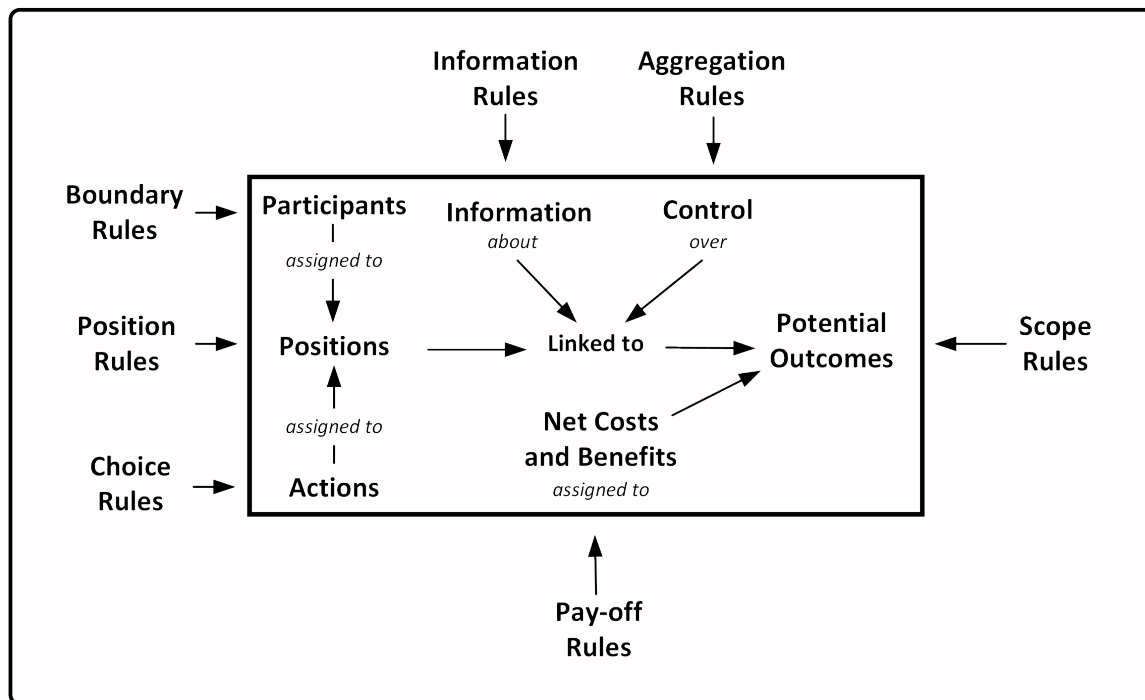 Information
Rules
Aggregation
Rules
Boundary
Rules
Participants
assigned to
Information
about
Control
over
Position
Rules
Positions
Linked to
Potential
Outcomes
Scope
Rules
assigned to
Choice
Rules
Actions
Net Costs
and Benefits
assigned to
Pay-off
Rules